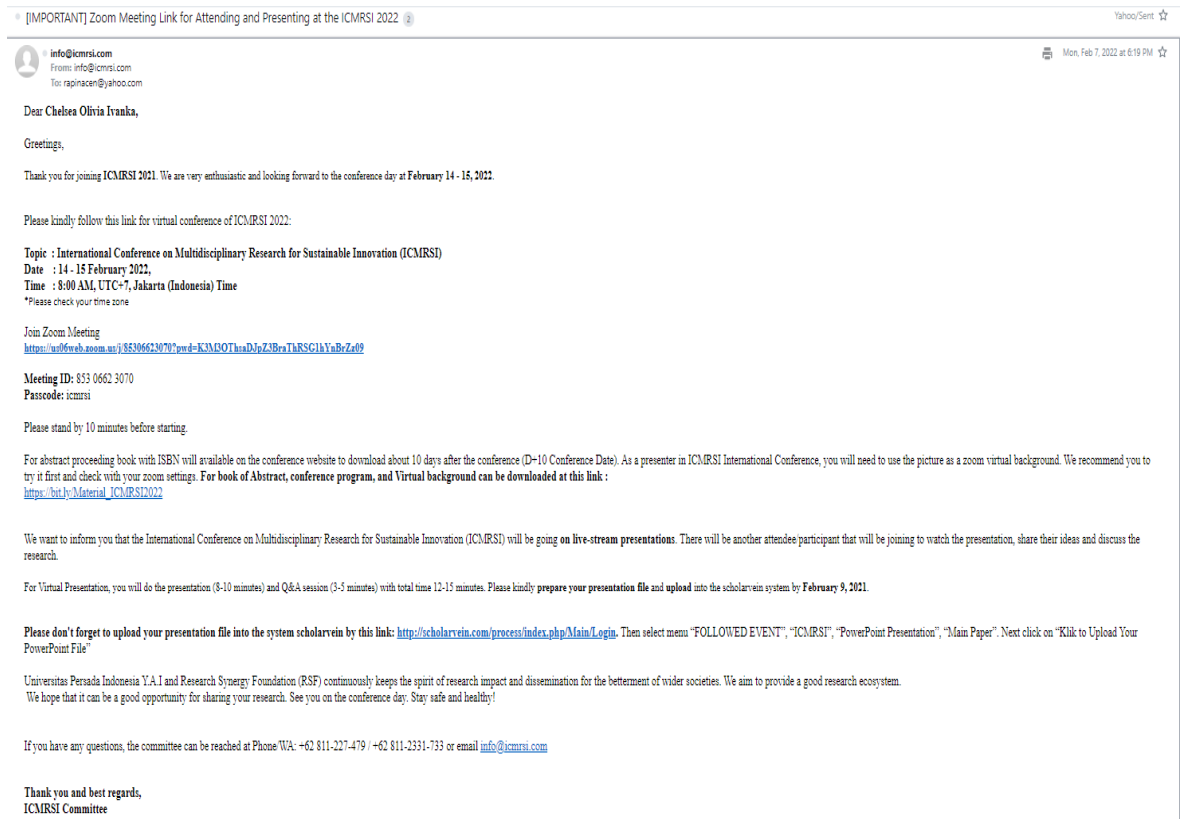 [IMPORTANT] Zoom Meeting Link for Attending and Presenting at the ICMRSI 2022 2
Yahoo/Sent
info@icmrsi.com
Mon, Feb 7, 2022 at 6:19 PM
From: info@icmrsi.com
To: rapinacen@yahoo.com
Dear Chelsea Olivia Ivanka,
Greetings,
Thank you for joining ICMRSI 2021. We are very enthusiastic and looking forward to the conference day at February 14 - 15, 2022.
Please kindly follow this link for virtual conference of ICMRSI 2022:
Topic : International Conference on Multidisciplinary Research for Sustainable Innovation (ICMRSI)
Date : 14 - 15 February 2022,
Time : 8:00 AM, UTC+7, Jakarta (Indonesia) Time
*Please check your time zone
Join Zoom Meeting
https://us06web.zoom.us/j/85306623070?pwd=K3M3OThsaDJpZ3BraThRSG1hYnBrZz09
Meeting ID: 853 0662 3070
Passcode: icmrsi
Please stand by 10 minutes before starting.
For abstract proceeding book with ISBN will available on the conference website to download about 10 days after the conference (D+10 Conference Date). As a presenter in ICMRSI International Conference, you will need to use the picture as a zoom virtual background. We recommend you to
try it first and check with your zoom settings. For book of Abstract, conference program, and Virtual background can be downloaded at this link :
https://bit.ly/Material_ICMRSI2022
We want to inform you that the International Conference on Multidisciplinary Research for Sustainable Innovation (ICMRSI) will be going on live-stream presentations. There will be another attendee/participant that will be joining to watch the presentation, share their ideas and discuss the
research.
For Virtual Presentation, you will do the presentation (8-10 minutes) and Q&A session (3-5 minutes) with total time 12-15 minutes. Please kindly prepare your presentation file and upload into the scholarvein system by February 9, 2021.
Please don't forget to upload your presentation file into the system scholarvein by this link: http://scholarvein.com/process/index.php/Main/Login. Then select menu “FOLLOWED EVENT”, “ICMRSI”, “PowerPoint Presentation”, “Main Paper”. Next click on “Klik to Upload Your
PowerPoint File”
Universitas Persada Indonesia Y.A.I and Research Synergy Foundation (RSF) continuously keeps the spirit of research impact and dissemination for the betterment of wider societies. We aim to provide a good research ecosystem.
We hope that it can be a good opportunity for sharing your research. See you on the conference day. Stay safe and healthy!
If you have any questions, the committee can be reached at Phone/WA: +62 811-227-479 / +62 811-2331-733 or email info@icmrsi.com
Thank you and best regards,
ICMRSI Committee